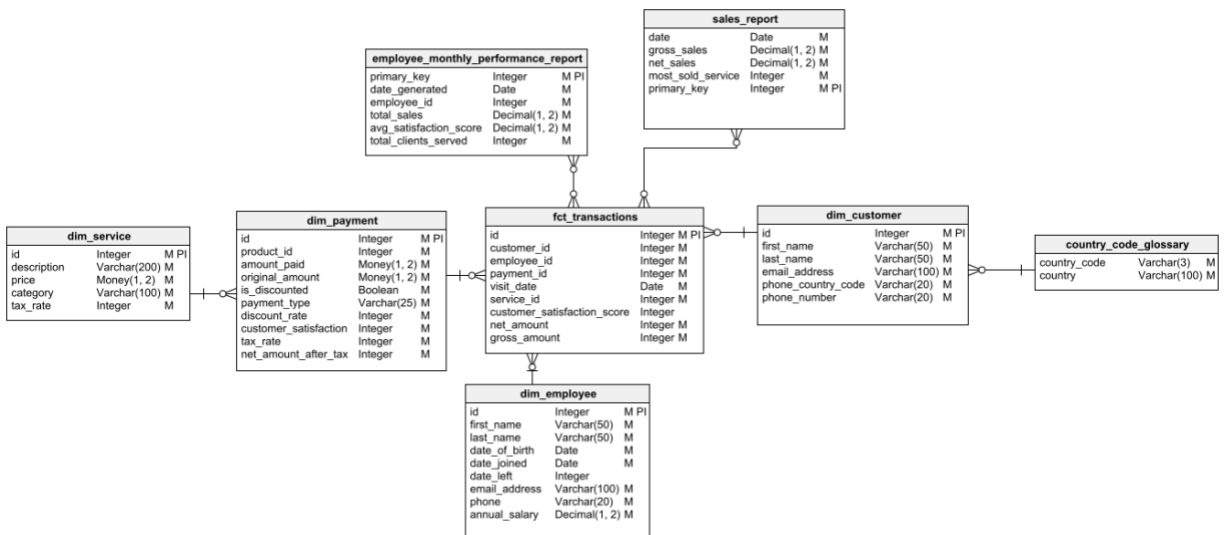 sales_report
date Date M
gross_sales Decimal(1, 2) M
net_sales Decimal(1, 2) M
most_sold_service Integer M
primary_key Integer M PI
employee_monthly_performance_report
primary_key Integer M PI
date_generated Date M
employee_id Integer M
total_sales Decimal(1, 2) M
avg_satisfaction_score Decimal(1, 2) M
total_clients_served Integer M
dim_service
id Integer M PI
description Varchar(200) M
price Money(1, 2) M
category Varchar(100) M
tax_rate Integer M
dim_payment
id Integer M PI
product_id Integer M
amount_paid Money(1, 2) M
original_amount Money(1, 2) M
is_discounted Boolean M
payment_type Varchar(25) M
discount_rate Integer M
customer_satisfaction Integer M
tax_rate Integer M
net_amount_after_tax Integer M
fct_transactions
id Integer M PI
customer_id Integer M
employee_id Integer M
payment_id Integer M
visit_date Date M
service_id Integer M
customer_satisfaction_score Integer
net_amount Integer M
gross_amount Integer M
dim_customer
id Integer M PI
first_name Varchar(50) M
last_name Varchar(50) M
email_address Varchar(100) M
phone_country_code Varchar(20) M
phone_number Varchar(20) M
country_code_glossary
country_code Varchar(3) M
country Varchar(100) M
dim_employee
id Integer M PI
first_name Varchar(50) M
last_name Varchar(50) M
date_of_birth Date M
date_joined Date M
date_left Integer
email_address Varchar(100) M
phone Varchar(20) M
annual_salary Decimal(1, 2) M